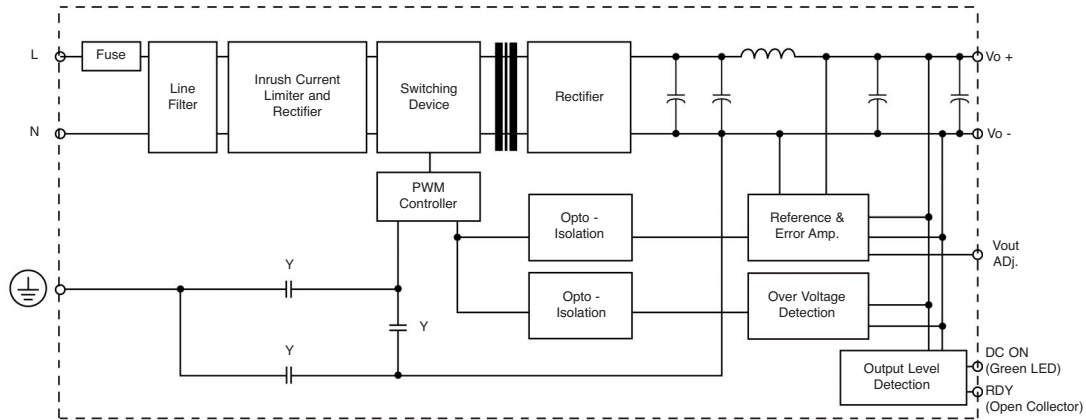 L
Fuse
Line
Filter
Inrush Current
Limiter and
Rectifier
Switching
Device
Rectifier
Vo +
N
Vo -
PWM
Controller
Opto -
Isolation
Reference &
Error Amp.
Vout
ADj.
Y
Y
Y
Opto -
Isolation
Over Voltage
Detection
Output Level
Detection
DC ON
(Green LED)
RDY
(Open Collector)